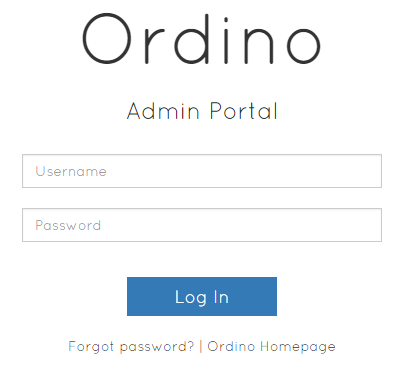 Ordino
Admin Portal
Username
Password
Log In
Forgot password? | Ordino Homepage